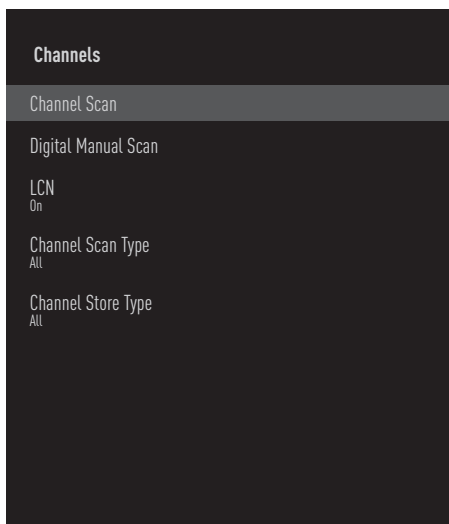 Channels
Channel Scan
Digital Manual Scan
LCN
On
Channel Scan Type
All
Channel Store Type
All